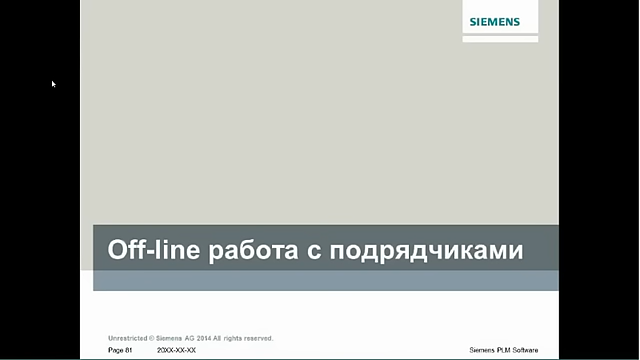 SIEMENS
Off-line работа с подрядчиками
Unrestricted © Siemens AG 2014 All rights reserved.
Page 81 20XX-XX-XX Siemens PLM Software